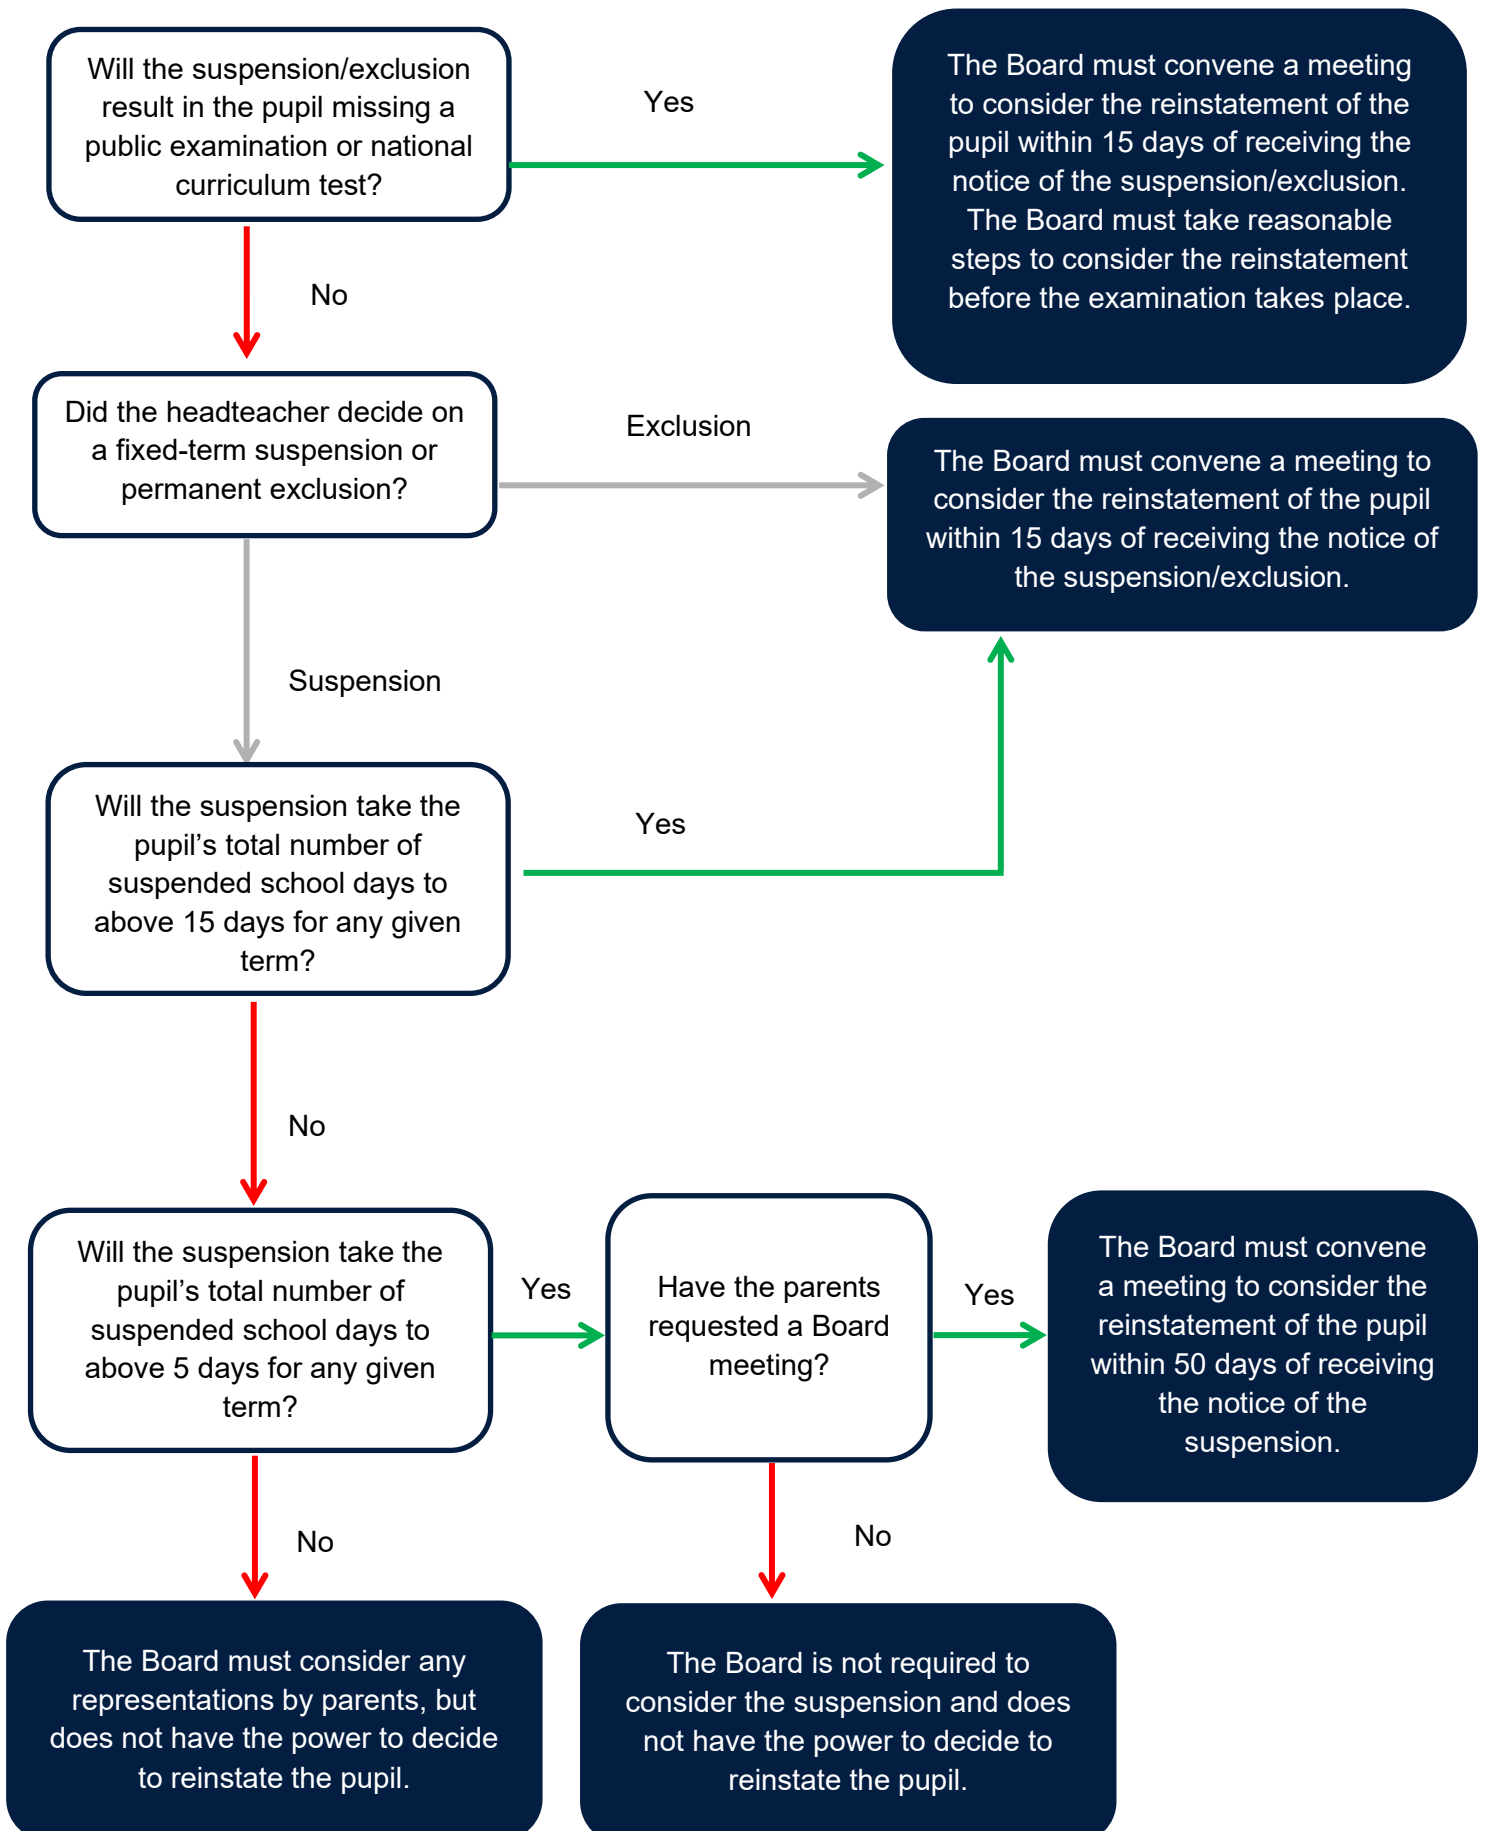 Will the suspension/exclusion
result in the pupil missing a
public examination or national
curriculum test?
Yes
The Board must convene a meeting
to consider the reinstatement of the
pupil within 15 days of receiving the
notice of the suspension/exclusion.
The Board must take reasonable
steps to consider the reinstatement
before the examination takes place.
No
Did the headteacher decide on
a fixed-term suspension or
permanent exclusion?
Exclusion
The Board must convene a meeting to
consider the reinstatement of the pupil
within 15 days of receiving the notice of
the suspension/exclusion.
Suspension
Will the suspension take the
pupil’s total number of
suspended school days to
above 15 days for any given
term?
Yes
No
Will the suspension take the
pupil’s total number of
suspended school days to
above 5 days for any given
term?
Yes
Have the parents
requested a Board
meeting?
Yes
The Board must convene
a meeting to consider the
reinstatement of the pupil
within 50 days of receiving
the notice of the
suspension.
No
No
The Board must consider any
representations by parents, but
does not have the power to decide
to reinstate the pupil.
The Board is not required to
consider the suspension and does
not have the power to decide to
reinstate the pupil.